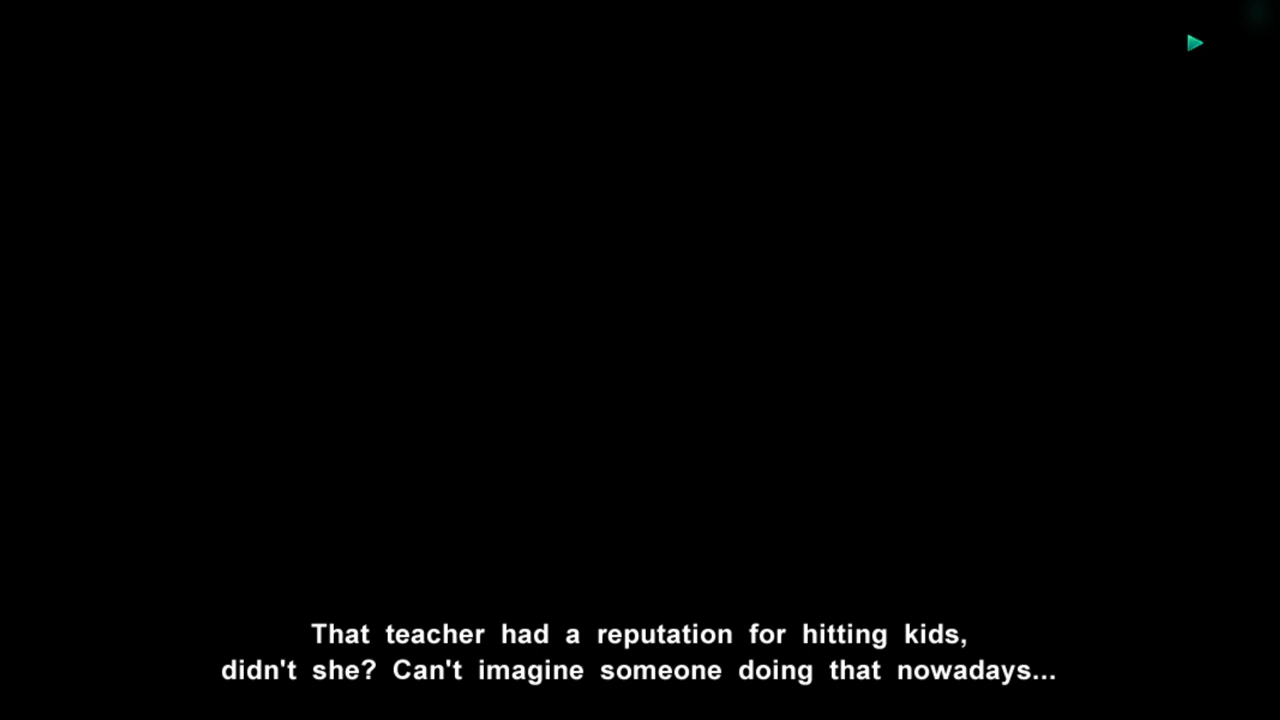 That teacher had a reputation for hitting kids,
didn't she? Can't imagine someone doing that nowadays...